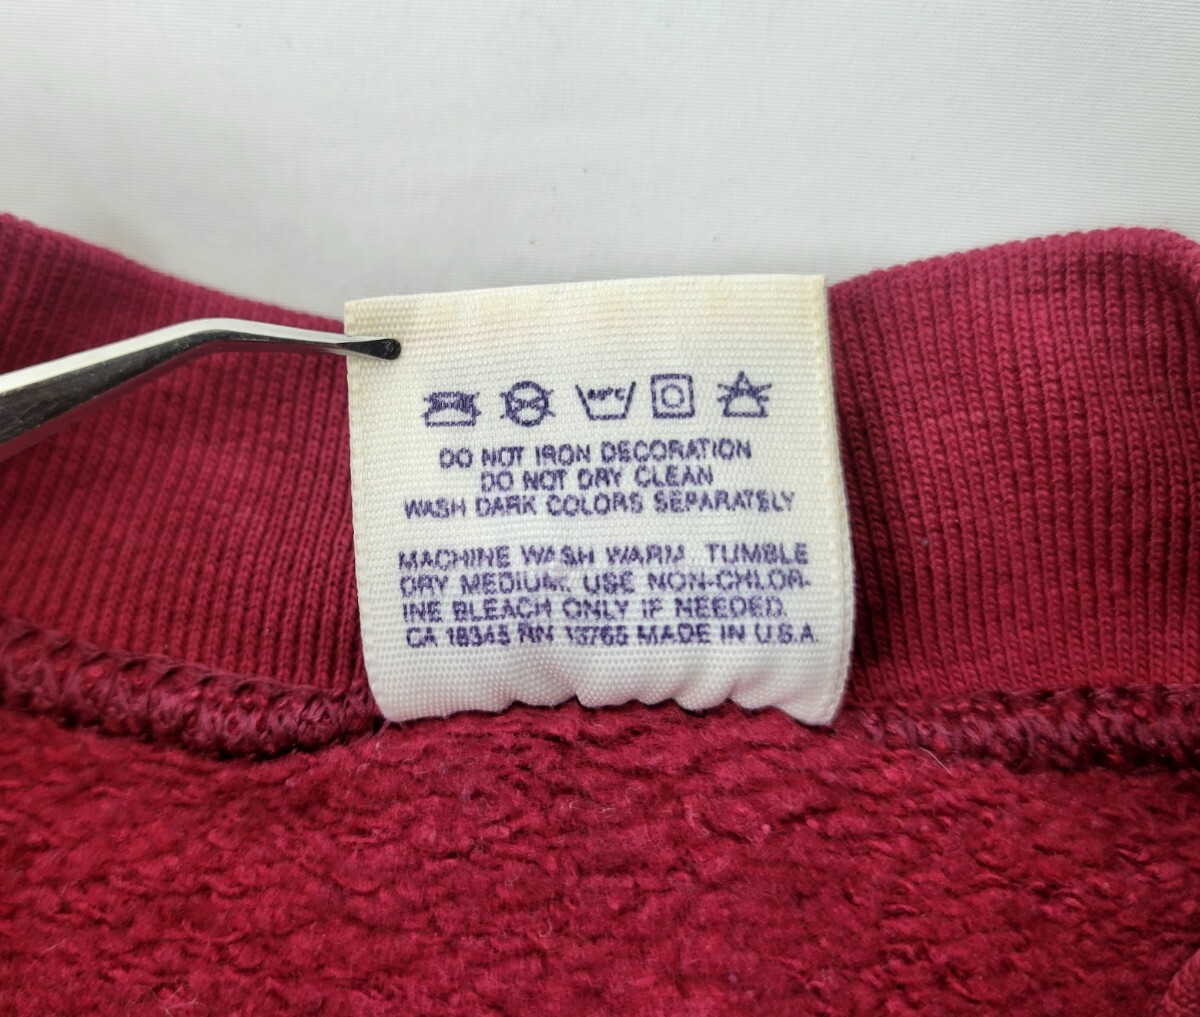 DO NOT IRON DECORATION
DO NOT DRY CLEAN
WASH DARK COLORS SEPARATELY
MACHINE WASH WARM. TUMBLE
DRY MEDIUM. USE NON-CHLOR-
INE BLEACH ONLY IF NEEDED.
CA 18345 RN 13765 MADE IN U.S.A.